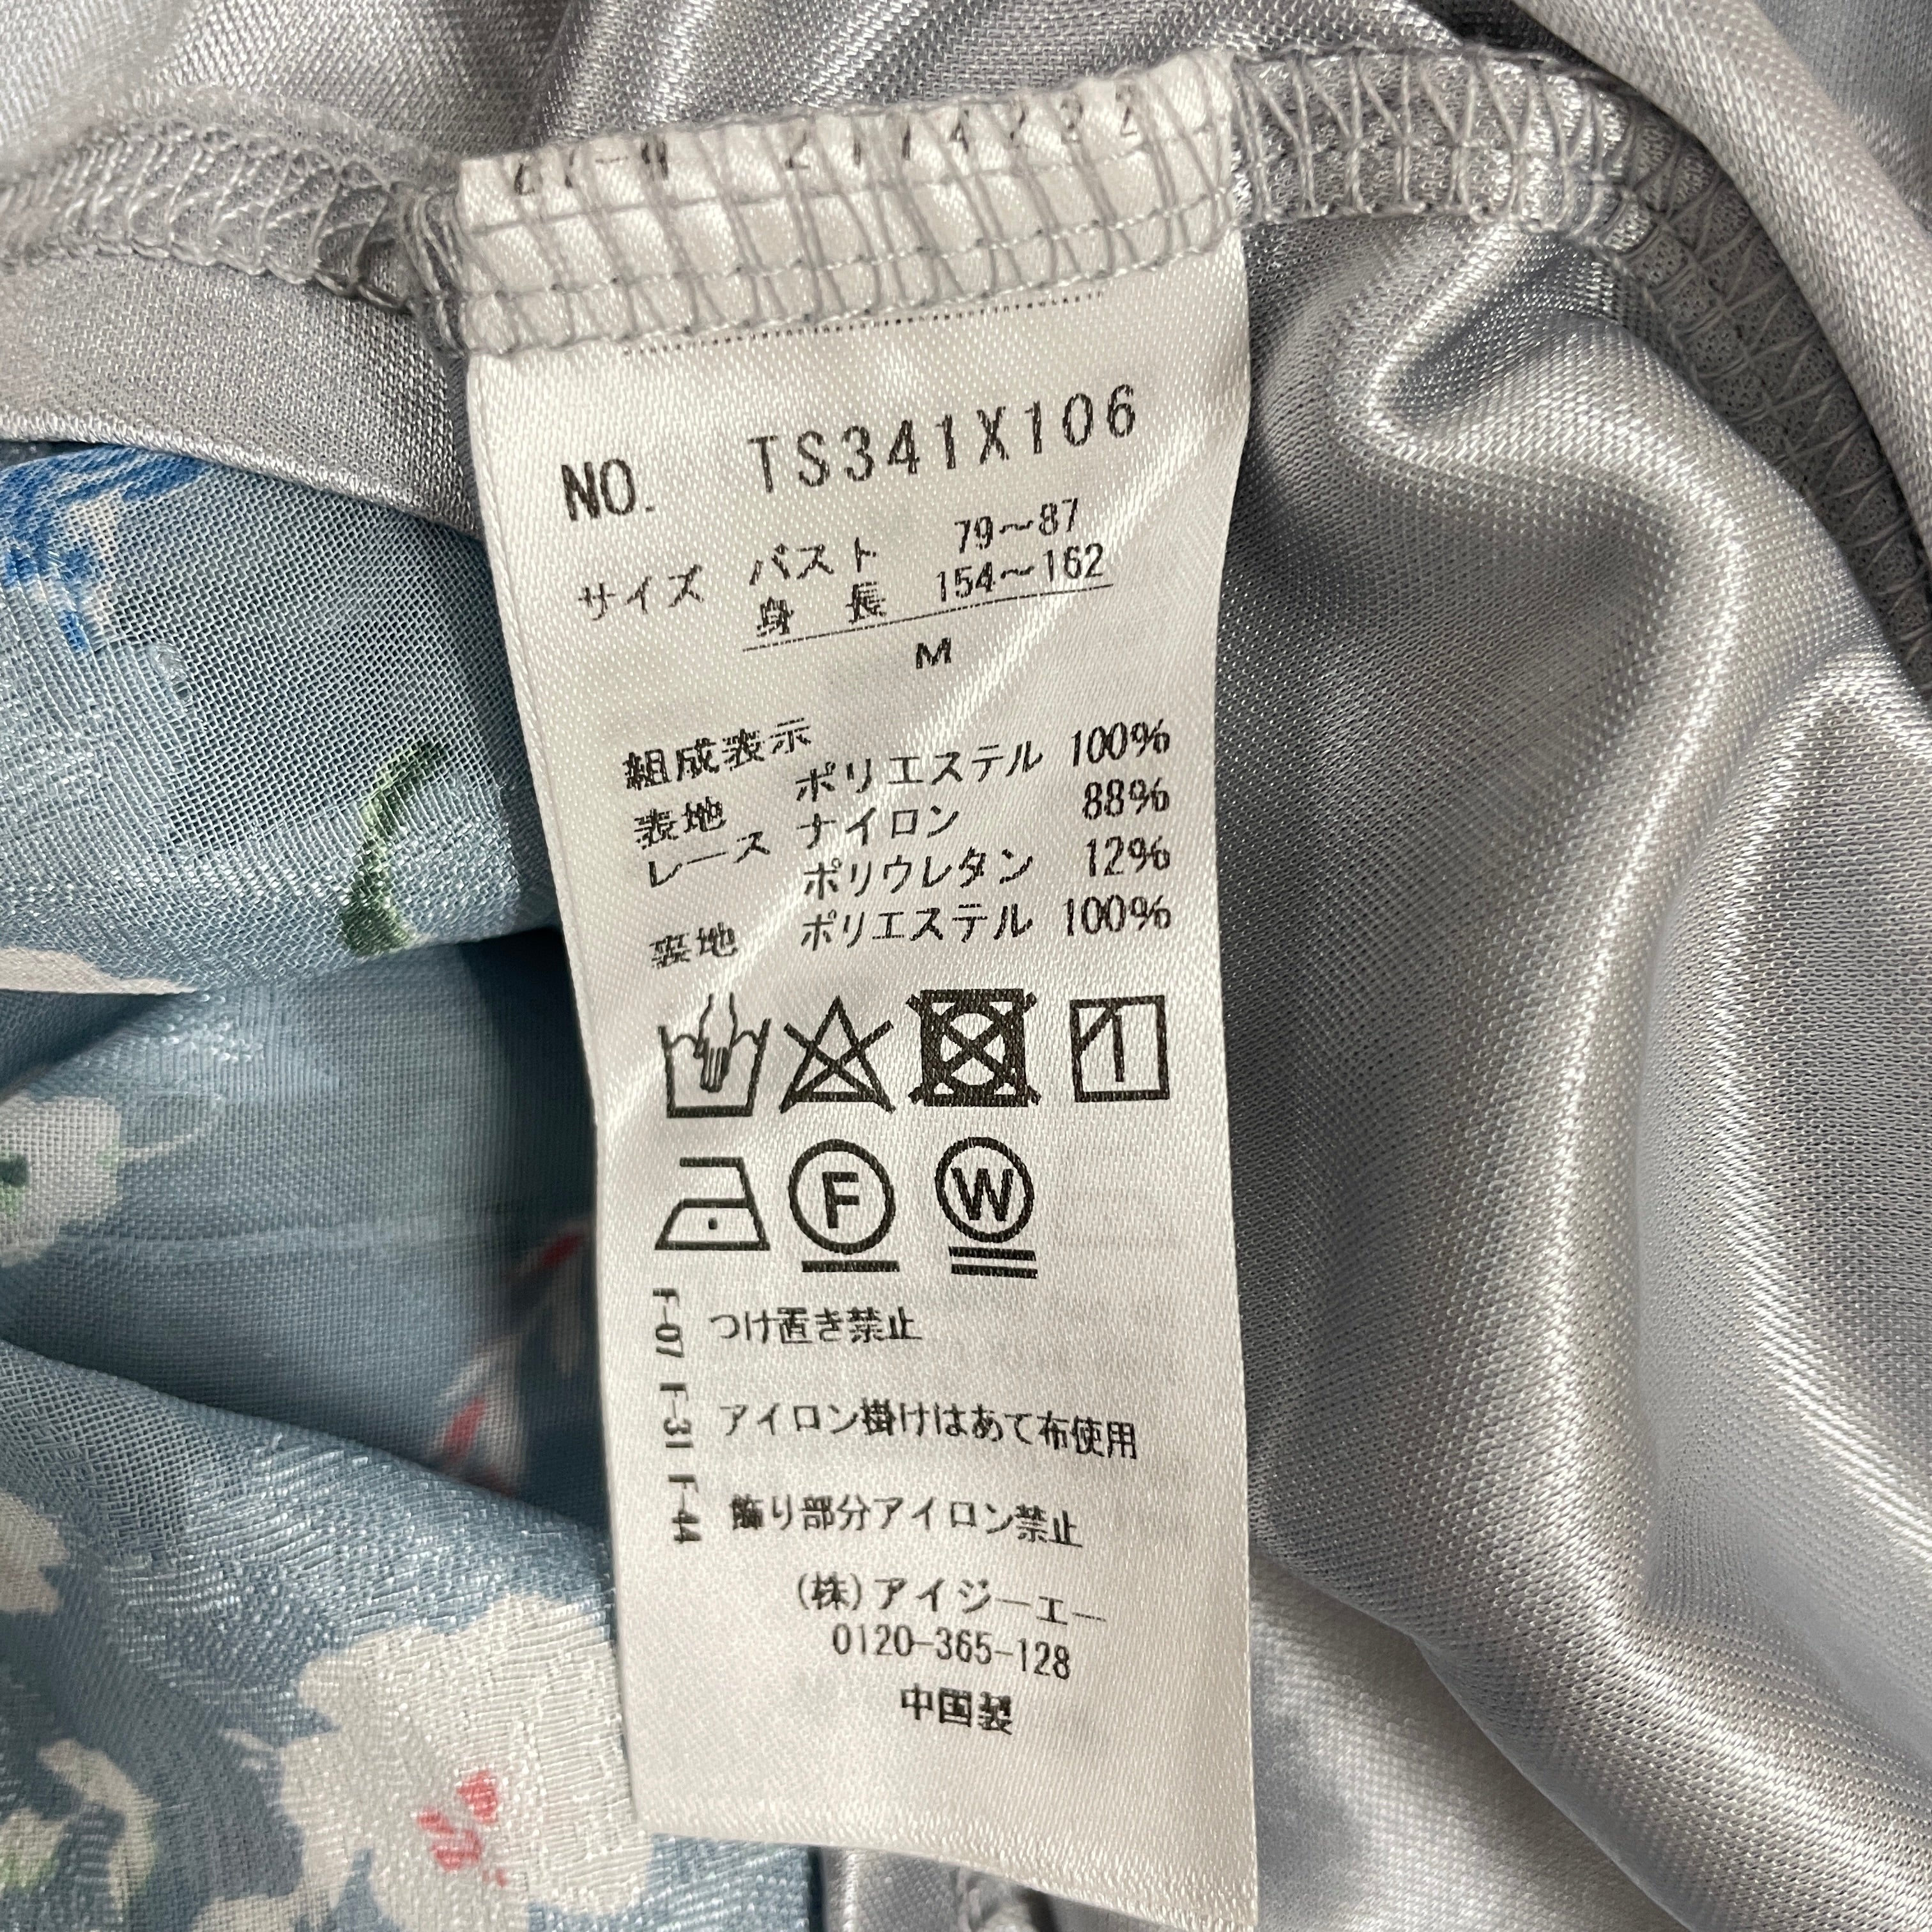 NO. TS341X106
サイズ バスト 79～87
身長 154～162
M
組成表示
表地 ポリエステル 100%
レース ナイロン 88%
ポリウレタン 12%
裏地 ポリエステル 100%
F
W
F-07 つけ置き禁止
F-31 アイロン掛けはあて布使用
F-44 飾り部分アイロン禁止
(株)アイジーエー
0120-365-128
中国製